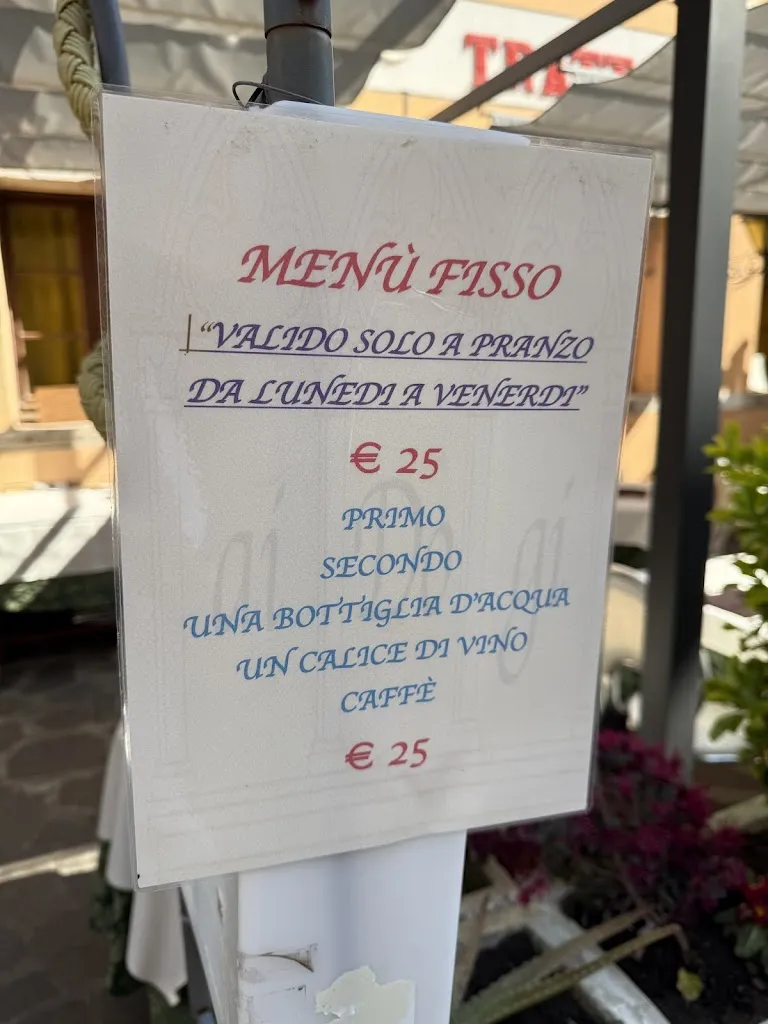 TRA
MENÙ FISSO
"VALIDO SOLO A PRANZO
DA LUNEDI A VENERDI"
€ 25
PRIMO
SECONDO
UNA BOTTIGLIA D'ACQUA
UN CALICE DI VINO
CAFFÈ
€ 25